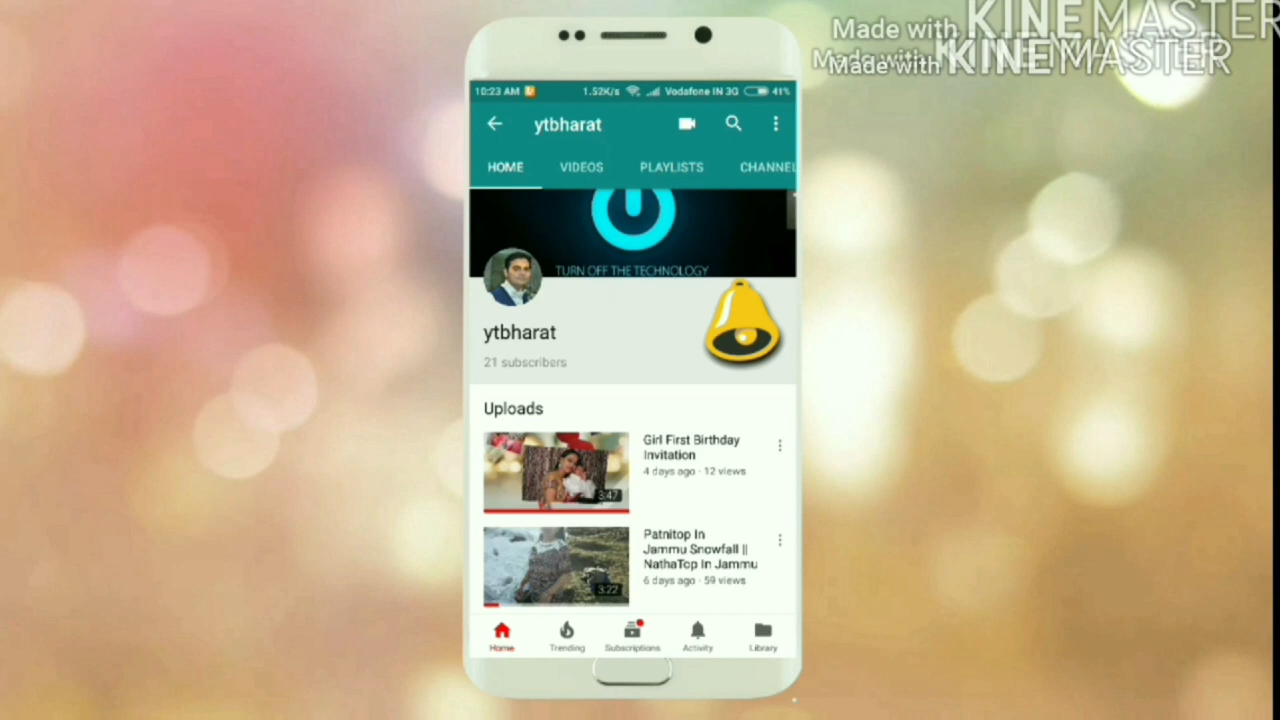 Made with KINEMASTER
Made with KINEMASTER
10:23 AM 1.52K/s Vodafone IN 3G 41%
ytbharat
HOME VIDEOS PLAYLISTS CHANNEL
TURN OFF THE TECHNOLOGY
ytbharat
21 subscribers
Uploads
Girl First Birthday
Invitation
4 days ago · 12 views
3:47
Patnitop In
Jammu Snowfall ||
NathaTop In Jammu
6 days ago · 59 views
3:22
Home Trending Subscriptions Activity Library